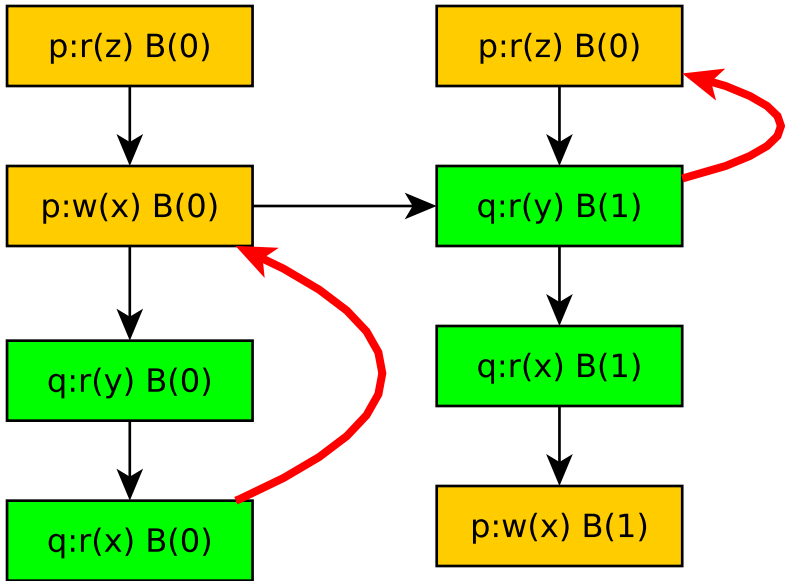 p:r(z) B(0)
p:w(x) B(0)
q:r(y) B(0)
q:r(x) B(0)
p:r(z) B(0)
q:r(y) B(1)
q:r(x) B(1)
p:w(x) B(1)